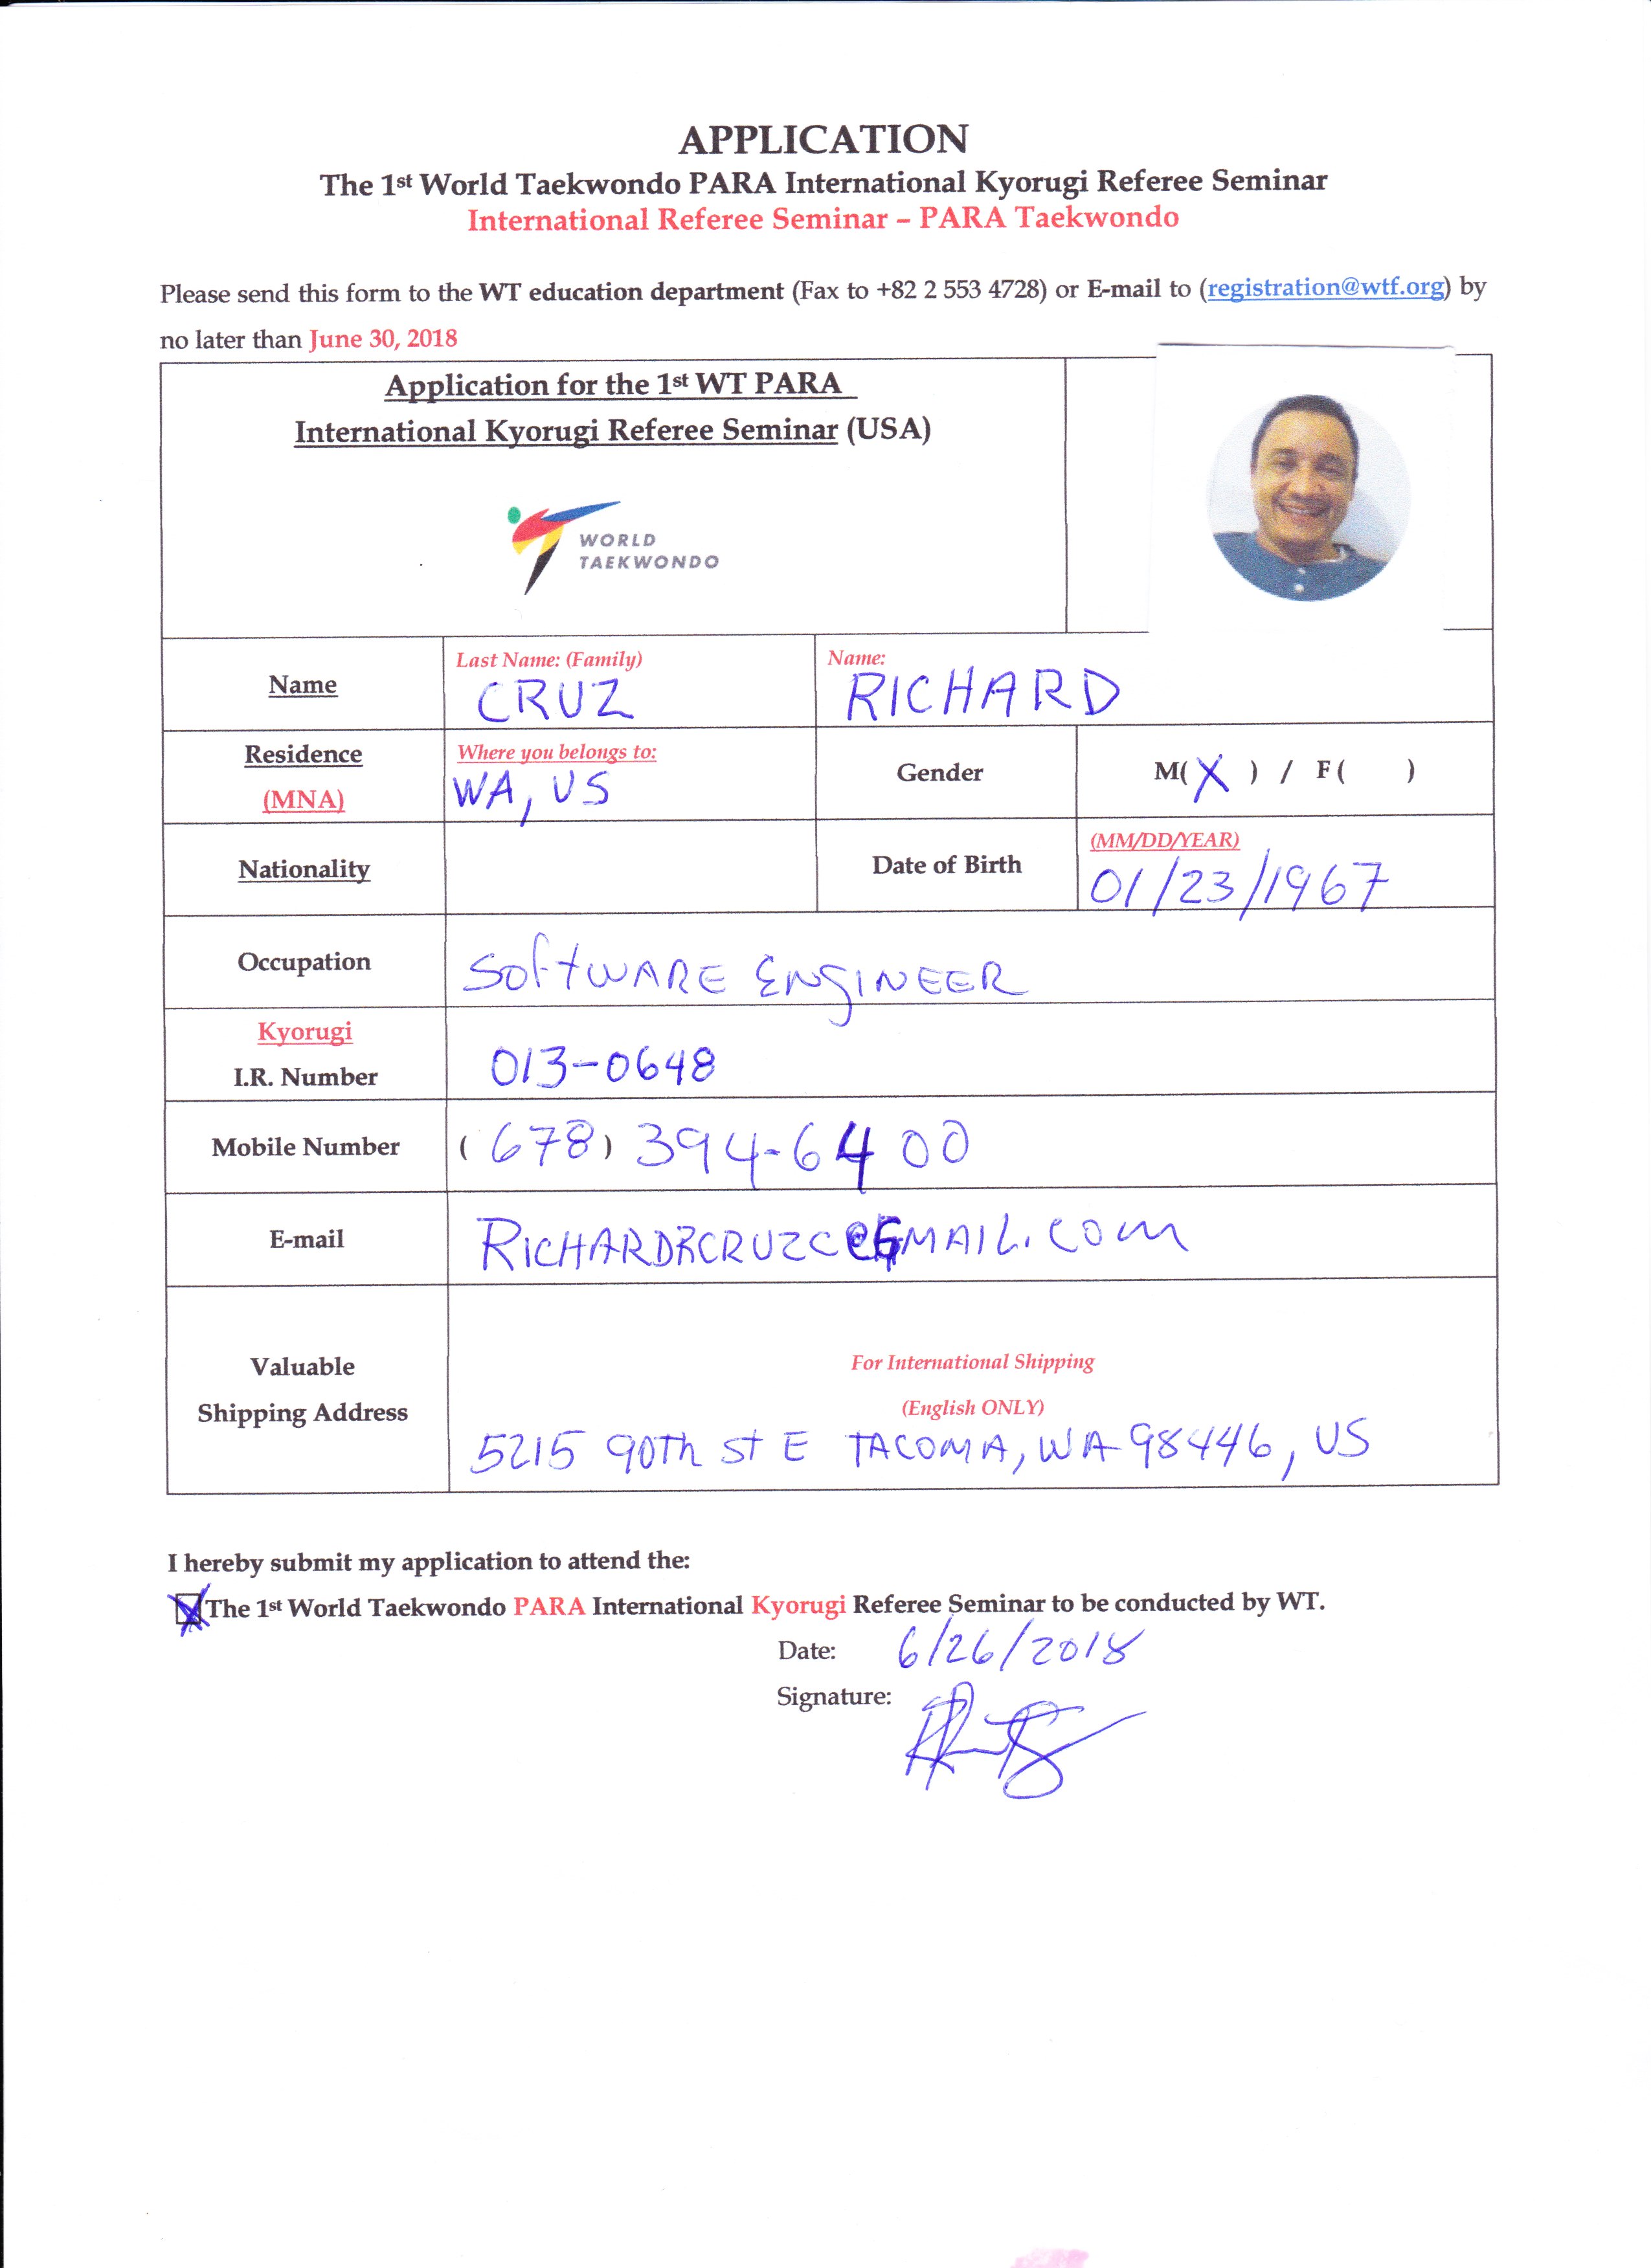 APPLICATION
The 1st World Taekwondo PARA International Kyorugi Referee Seminar
International Referee Seminar – PARA Taekwondo
Please send this form to the WT education department (Fax to +82 2 553 4728) or E-mail to (registration@wtf.org) by
no later than June 30, 2018
Application for the 1st WT PARA
International Kyorugi Referee Seminar (USA)
WORLD
TAEKWONDO
Name
Last Name: (Family)
CRUZ
Name:
RICHARD
Residence
(MNA)
Where you belongs to:
WA, US
Gender
M( X ) / F ( )
Nationality
Date of Birth
(MM/DD/YEAR)
01/23/1967
Occupation
SOftWARE ENgINEER
Kyorugi
I.R. Number
013-0648
Mobile Number
( 678 ) 394-6400
E-mail
Valuable
Shipping Address
For International Shipping
(English ONLY)
5215 90th St E TACOMA, WA 98446, US
I hereby submit my application to attend the:
The 1st World Taekwondo PARA International Kyorugi Referee Seminar to be conducted by WT.
Date: 6/26/2018
Signature: